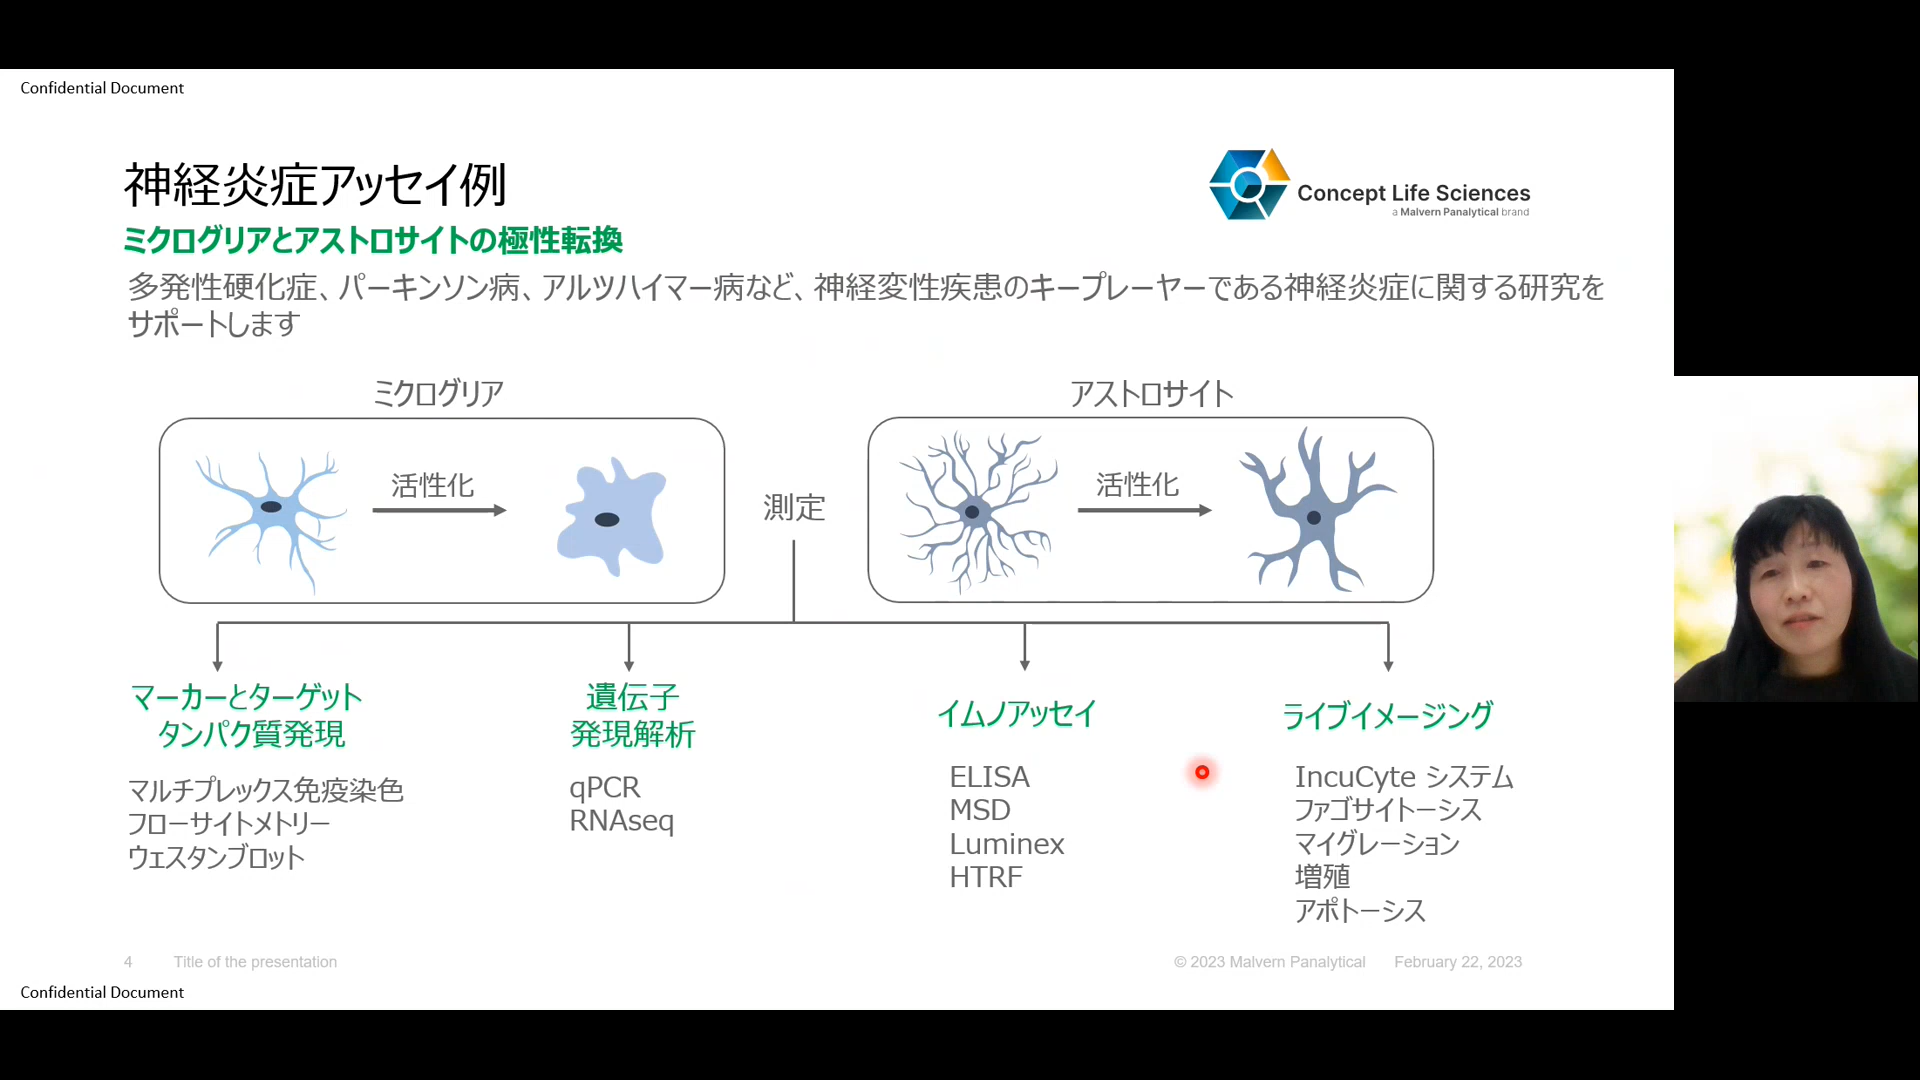 Confidential Document
神経炎症アッセイ例
Concept Life Sciences
a Malvern Panalytical brand
ミクログリアとアストロサイトの極性転換
多発性硬化症、パーキンソン病、アルツハイマー病など、神経変性疾患のキープレーヤーである神経炎症に関する研究を
サポートします
ミクログリア
アストロサイト
活性化
測定
活性化
マーカーとターゲット
タンパク質発現
マルチプレックス免疫染色
フローサイトメトリー
ウェスタンブロット
遺伝子
発現解析
qPCR
RNAseq
イムノアッセイ
ELISA
MSD
Luminex
HTRF
ライブイメージング
IncuCyte システム
ファゴサイトーシス
マイグレーション
増殖
アポトーシス
4 Title of the presentation
© 2023 Malvern Panalytical February 22, 2023
Confidential Document